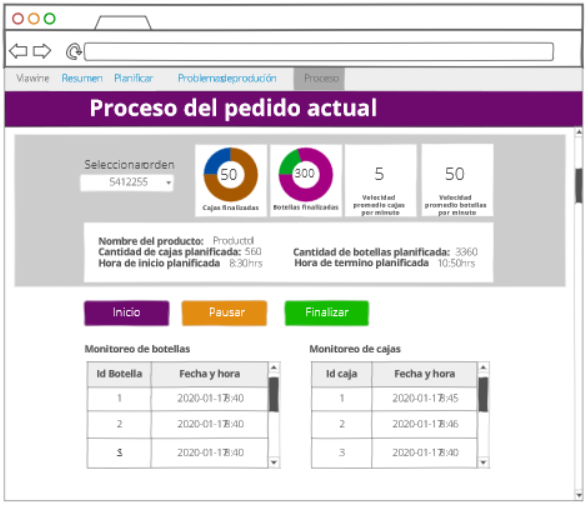 Viawine Resumen Planificar Problemasdeprodución Proceso
Proceso del pedido actual
Seleccionarorden
5412255
50
Cajas finalizadas
300
Botellas finalizadas
5
Velocidad
promedio cajas
por minuto
50
Velocidad
promedio botellas
por minuto
Nombre del producto: Producto1
Cantidad de cajas planificada: 560
Hora de inicio planificada 8:30hrs
Cantidad de botellas planificada: 3360
Hora de termino planificada 10:50hrs
Inicio Pausar Finalizar
Monitoreo de botellas
Id Botella Fecha y hora
1 2020-01-17 8:40
2 2020-01-17 8:40
3 2020-01-17 8:40
Monitoreo de cajas
Id caja Fecha y hora
1 2020-01-17 8:45
2 2020-01-17 8:46
3 2020-01-17 8:40